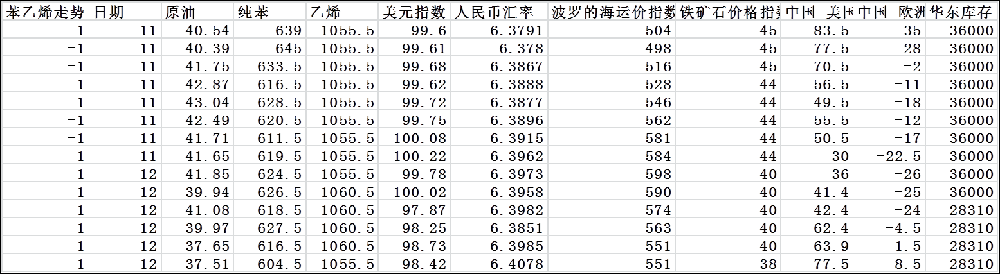 苯乙烯走势 日期 原油 纯苯 乙烯 美元指数 人民币汇率 波罗的海运价指数 铁矿石价格指数 中国-美国 中国-欧洲 华东库存
-1 11 40.54 639 1055.5 99.6 6.3791 504 45 83.5 35 36000
-1 11 40.39 645 1055.5 99.61 6.378 498 45 77.5 28 36000
-1 11 41.75 633.5 1055.5 99.68 6.3867 516 45 70.5 -2 36000
1 11 42.87 616.5 1055.5 99.62 6.3888 528 44 56.5 -11 36000
1 11 43.04 628.5 1055.5 99.72 6.3877 546 44 49.5 -18 36000
-1 11 42.49 620.5 1055.5 99.75 6.3896 562 44 55.5 -12 36000
-1 11 41.71 611.5 1055.5 100.08 6.3915 581 44 50.5 -17 36000
1 11 41.65 619.5 1055.5 100.22 6.3962 584 44 30 -22.5 36000
1 12 41.85 624.5 1055.5 99.78 6.3973 598 40 36 -26 36000
1 12 39.94 626.5 1060.5 100.02 6.3958 590 40 41.4 -25 36000
1 12 41.08 618.5 1060.5 97.87 6.3982 574 40 42.4 -24 28310
1 12 39.97 627.5 1060.5 98.25 6.3851 563 40 62.4 -4.5 28310
1 12 37.65 616.5 1060.5 98.73 6.3985 551 40 63.9 1.5 28310
1 12 37.51 604.5 1055.5 98.42 6.4078 551 38 77.5 8.5 28310